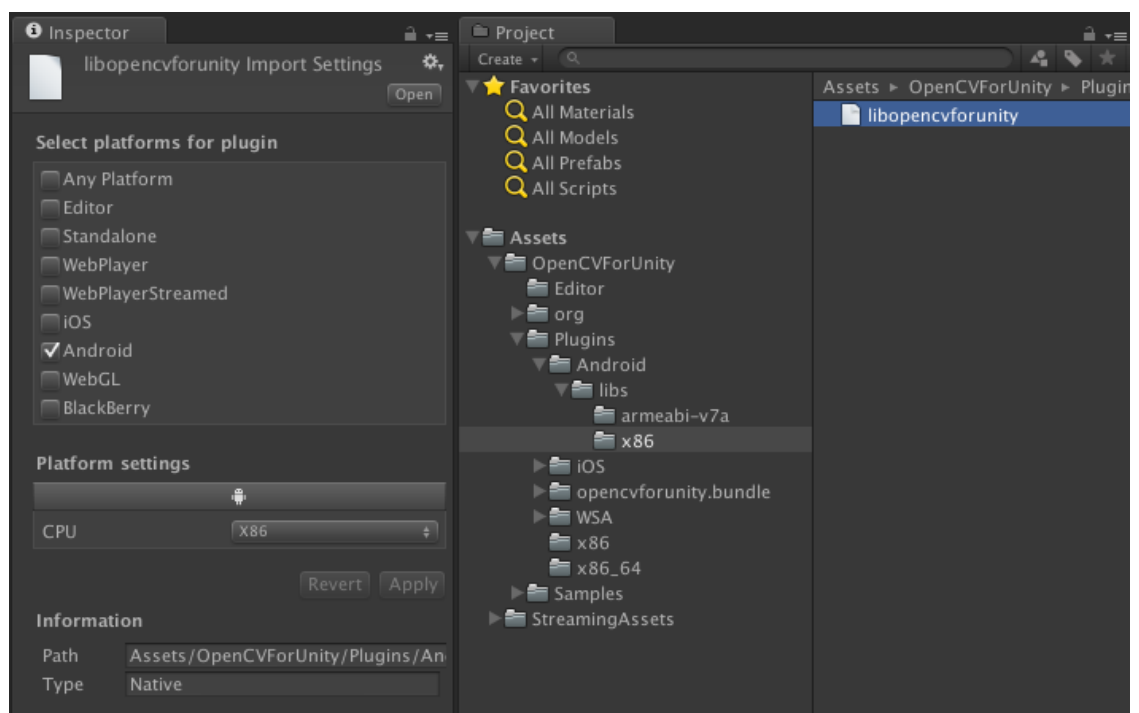 Inspector
libopencvforunity Import Settings
Open
Select platforms for plugin
Any Platform
Editor
Standalone
WebPlayer
WebPlayerStreamed
iOS
Android
WebGL
BlackBerry
Platform settings
CPU X86
Revert Apply
Information
Path Assets/OpenCVForUnity/Plugins/An
Type Native
Project
Create
Favorites
All Materials
All Models
All Prefabs
All Scripts
Assets
OpenCVForUnity
Editor
org
Plugins
Android
libs
armeabi-v7a
x86
iOS
opencvforunity.bundle
WSA
x86
x86_64
Samples
StreamingAssets
Assets OpenCVForUnity Plugin
libopencvforunity